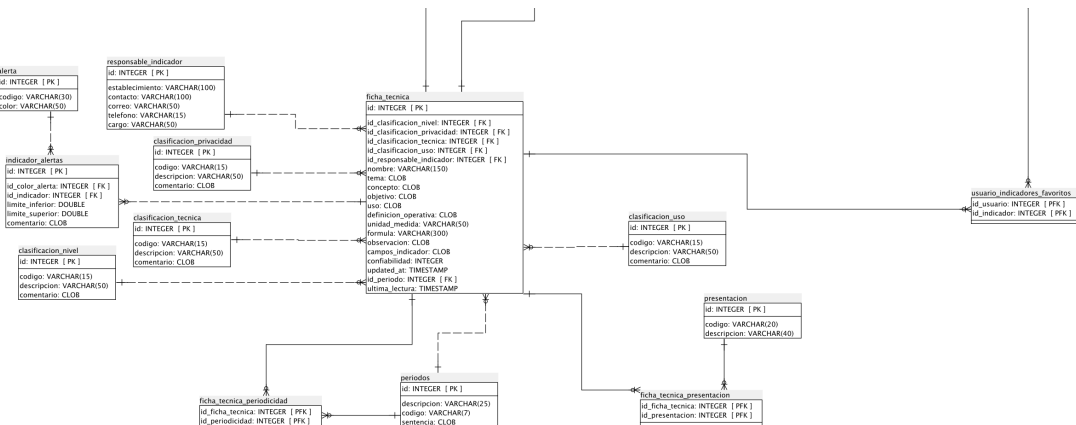 alerta
id: INTEGER [ PK ]
codigo: VARCHAR(30)
color: VARCHAR(50)
responsable_indicador
id: INTEGER [ PK ]
establecimiento: VARCHAR(100)
contacto: VARCHAR(100)
correo: VARCHAR(50)
telefono: VARCHAR(15)
cargo: VARCHAR(50)
indicador_alertas
id: INTEGER [ PK ]
id_color_alerta: INTEGER [ FK ]
id_indicador: INTEGER [ FK ]
limite_inferior: DOUBLE
limite_superior: DOUBLE
comentario: CLOB
clasificacion_privacidad
id: INTEGER [ PK ]
codigo: VARCHAR(15)
descripcion: VARCHAR(50)
comentario: CLOB
clasificacion_tecnica
id: INTEGER [ PK ]
codigo: VARCHAR(15)
descripcion: VARCHAR(50)
comentario: CLOB
clasificacion_nivel
id: INTEGER [ PK ]
codigo: VARCHAR(15)
descripcion: VARCHAR(50)
comentario: CLOB
ficha_tecnica
id: INTEGER [ PK ]
id_clasificacion_nivel: INTEGER [ FK ]
id_clasificacion_privacidad: INTEGER [ FK ]
id_clasificacion_tecnica: INTEGER [ FK ]
id_clasificacion_uso: INTEGER [ FK ]
id_responsable_indicador: INTEGER [ FK ]
nombre: VARCHAR(150)
tema: CLOB
concepto: CLOB
objetivo: CLOB
uso: CLOB
definicion_operativa: CLOB
unidad_medida: VARCHAR(50)
formula: VARCHAR(300)
observacion: CLOB
campos_indicador: CLOB
confiabilidad: INTEGER
updated_at: TIMESTAMP
id_periodo: INTEGER [ FK ]
ultima_lectura: TIMESTAMP
clasificacion_uso
id: INTEGER [ PK ]
codigo: VARCHAR(15)
descripcion: VARCHAR(50)
comentario: CLOB
usuario_indicadores_favoritos
id_usuario: INTEGER [ PFK ]
id_indicador: INTEGER [ PFK ]
presentacion
id: INTEGER [ PK ]
codigo: VARCHAR(20)
descripcion: VARCHAR(40)
ficha_tecnica_periodicidad
id_ficha_tecnica: INTEGER [ PFK ]
id_periodicidad: INTEGER [ PFK ]
periodos
id: INTEGER [ PK ]
descripcion: VARCHAR(25)
codigo: VARCHAR(7)
sentencia: CLOB
ficha_tecnica_presentacion
id_ficha_tecnica: INTEGER [ PFK ]
id_presentacion: INTEGER [ PFK ]